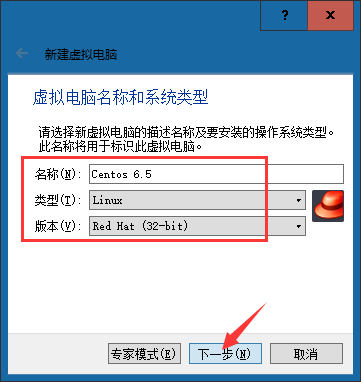 ?
新建虚拟电脑
虚拟电脑名称和系统类型
请选择新虚拟电脑的描述名称及要安装的操作系统类型。
此名称将用于标识此虚拟电脑。
名称(N): Centos 6.5
类型(T): Linux
版本(V): Red Hat (32-bit)
专家模式(E) 下一步(N) 取消